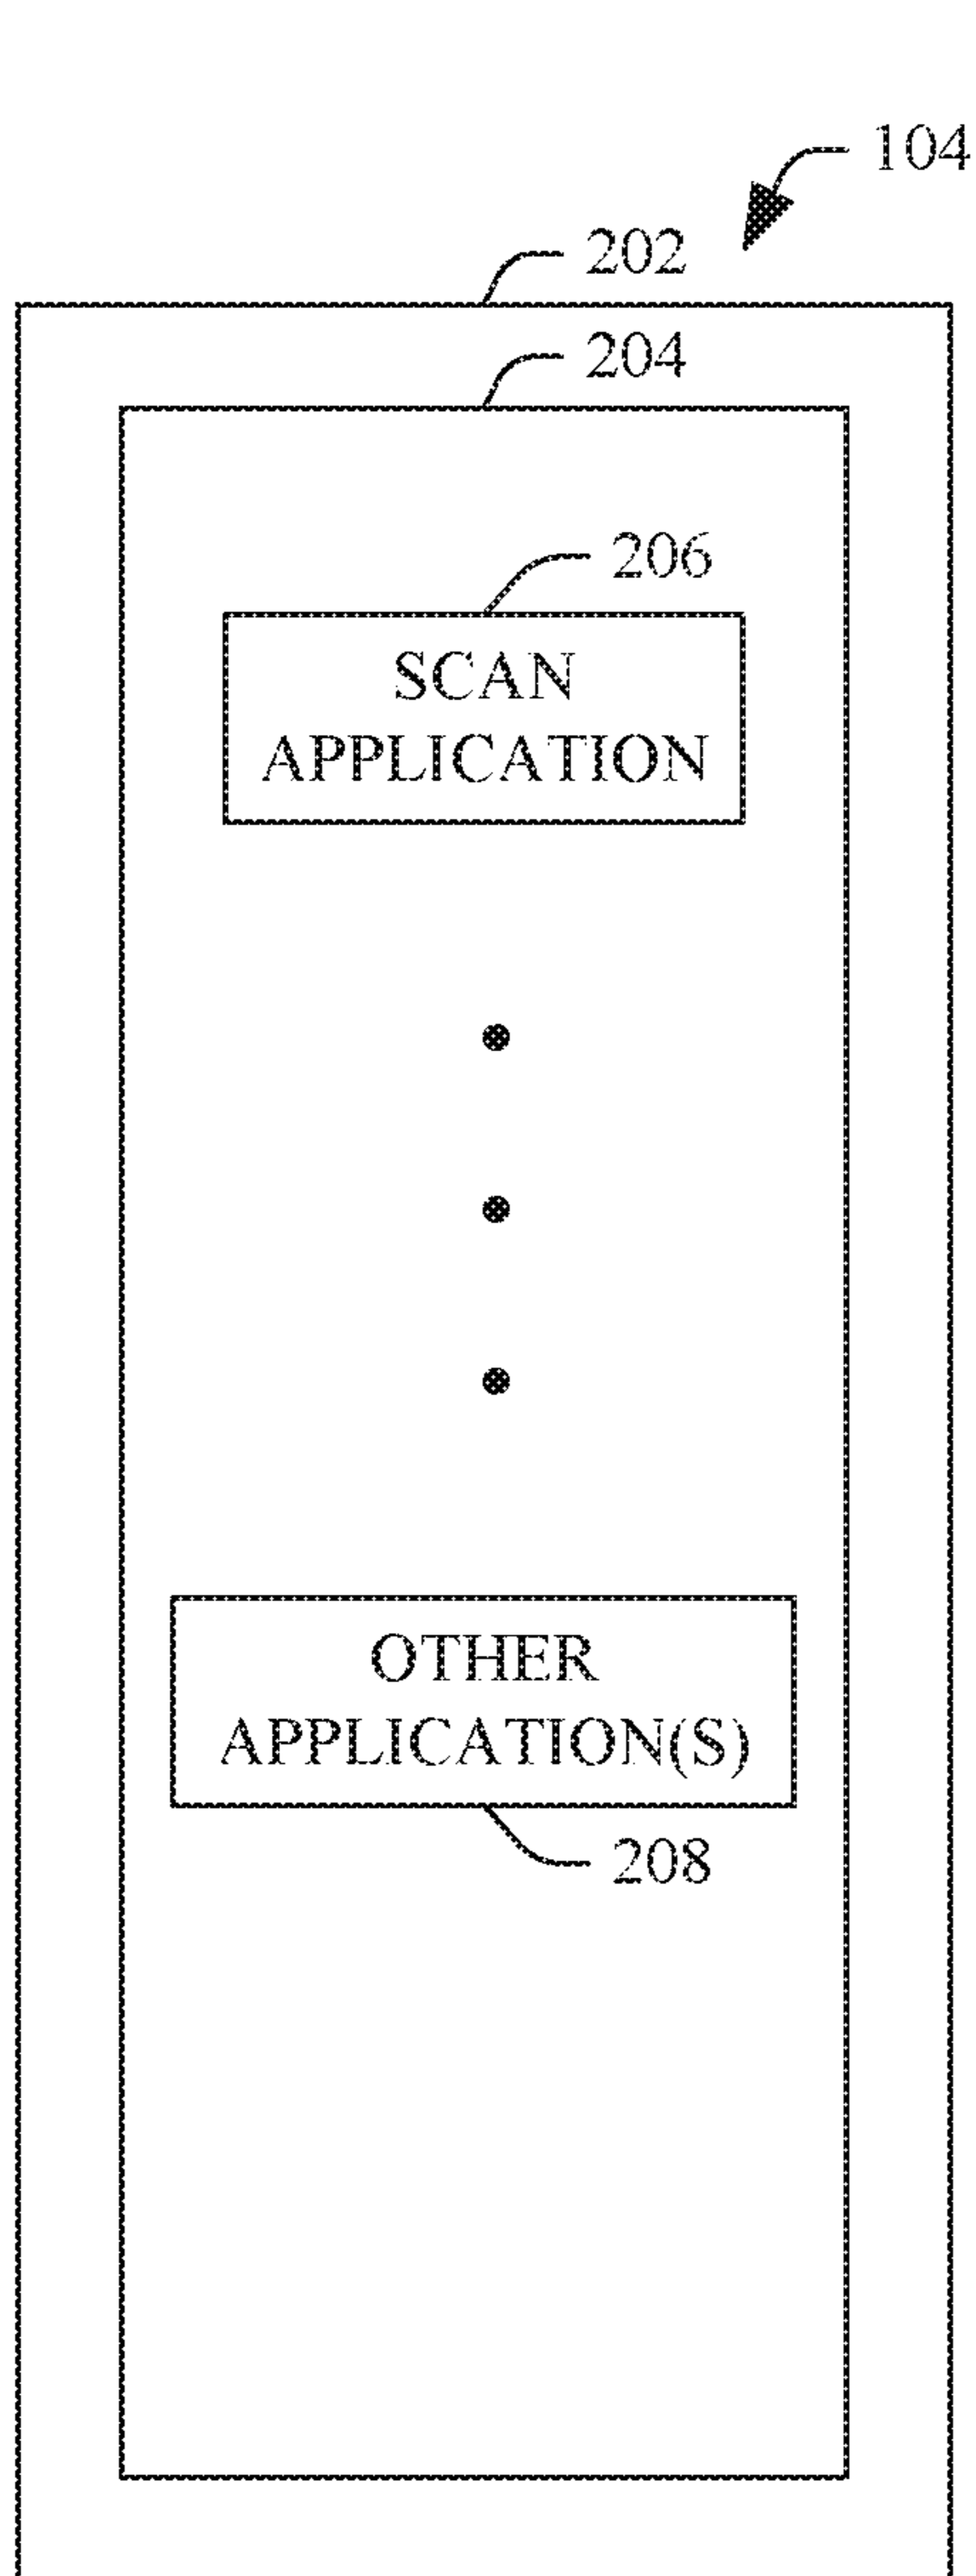 104
202
204
206
SCAN
APPLICATION
OTHER
APPLICATION(S)
208